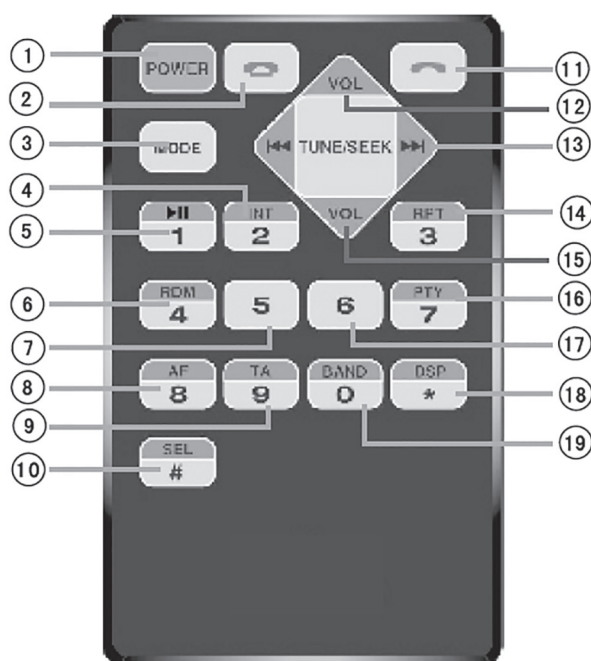 1 POWER
2
11
VOL
12
3 MODE
⏮ TUNE/SEEK ⏭ 13
4
5
▶II INT VOL RPT 14
1 2 3
15
RDM 5 6 PTY 16
6 4 7
7 17
AF TA BAND DSP
8 8 9 0 * 18
9 19
SEL
10 #